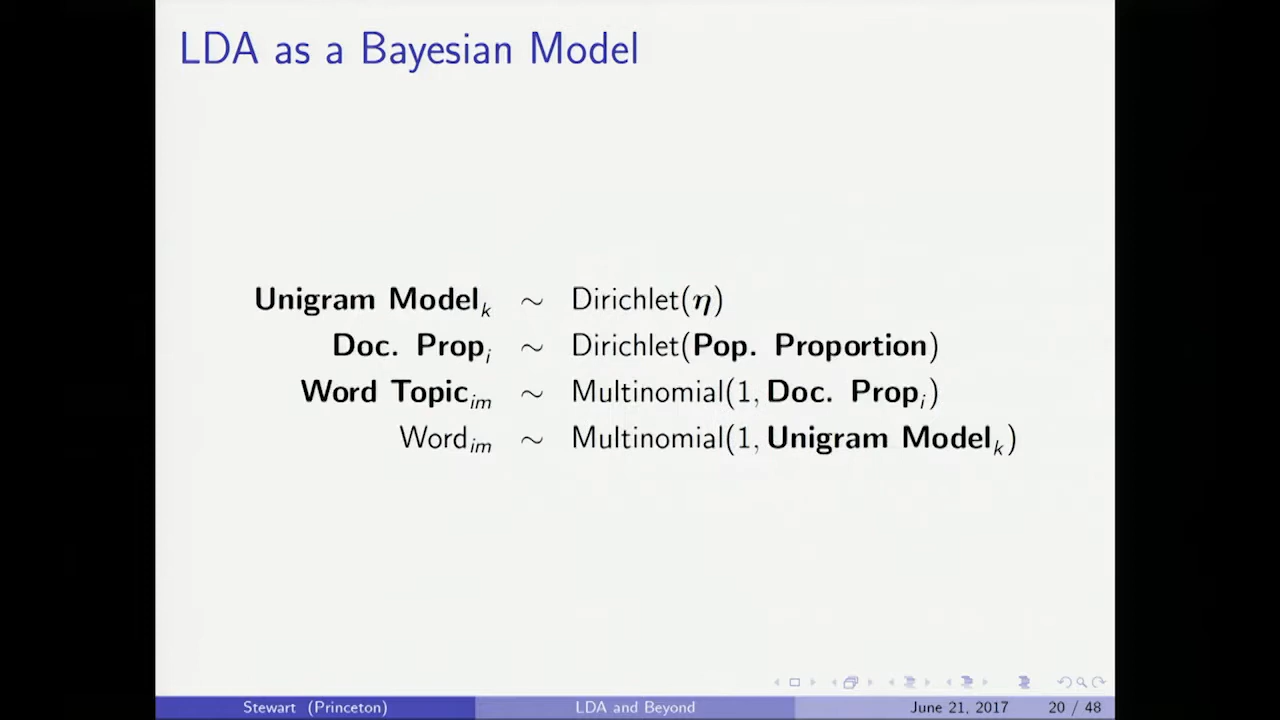 LDA as a Bayesian Model
Unigram Model_k ∼ Dirichlet(η)
Doc. Prop_i ∼ Dirichlet(Pop. Proportion)
Word Topic_im ∼ Multinomial(1, Doc. Prop_i)
Word_im ∼ Multinomial(1, Unigram Model_k)
Stewart (Princeton) LDA and Beyond June 21, 2017 20 / 48